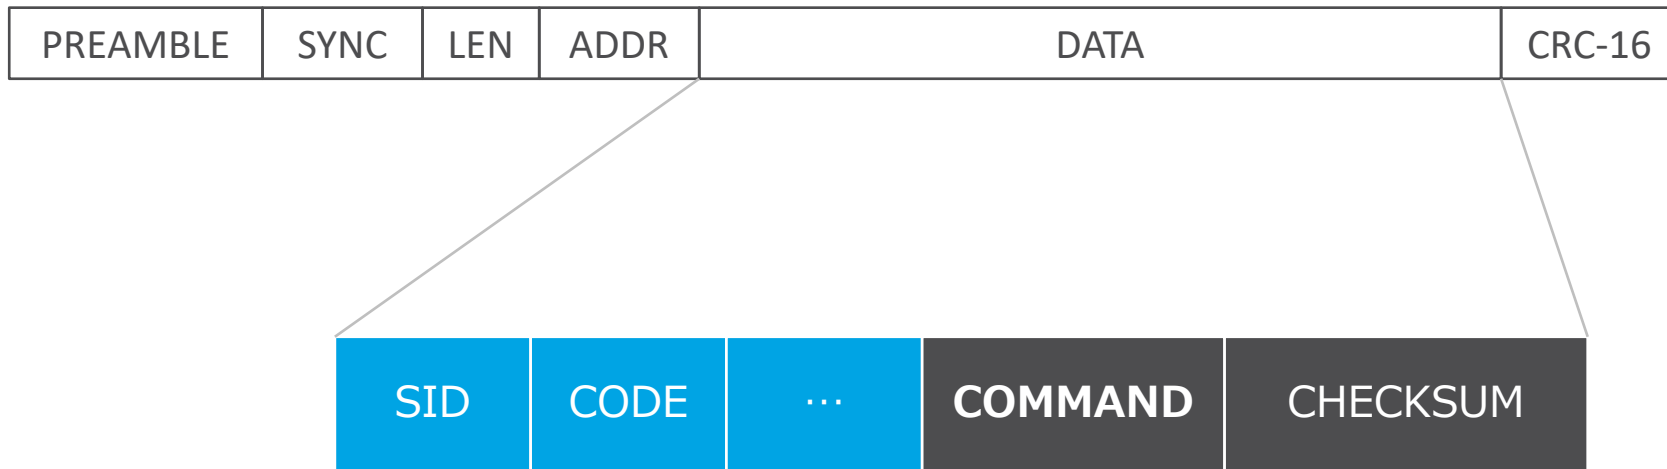 PREAMBLE SYNC LEN ADDR DATA CRC-16
SID CODE ... COMMAND CHECKSUM